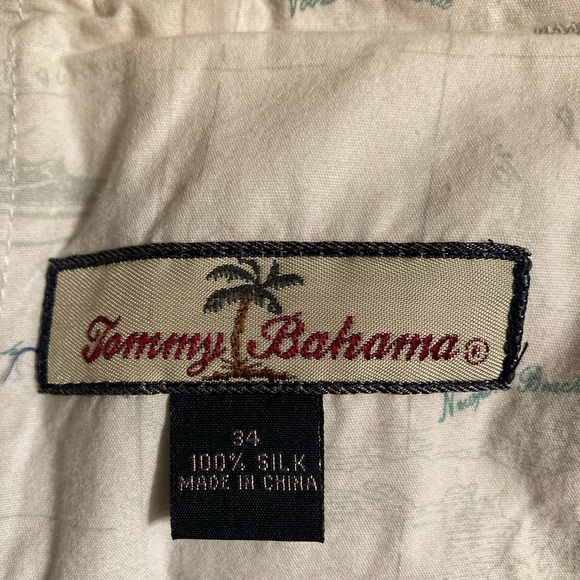 Tommy Bahama®
34
100% SILK
MADE IN CHINA